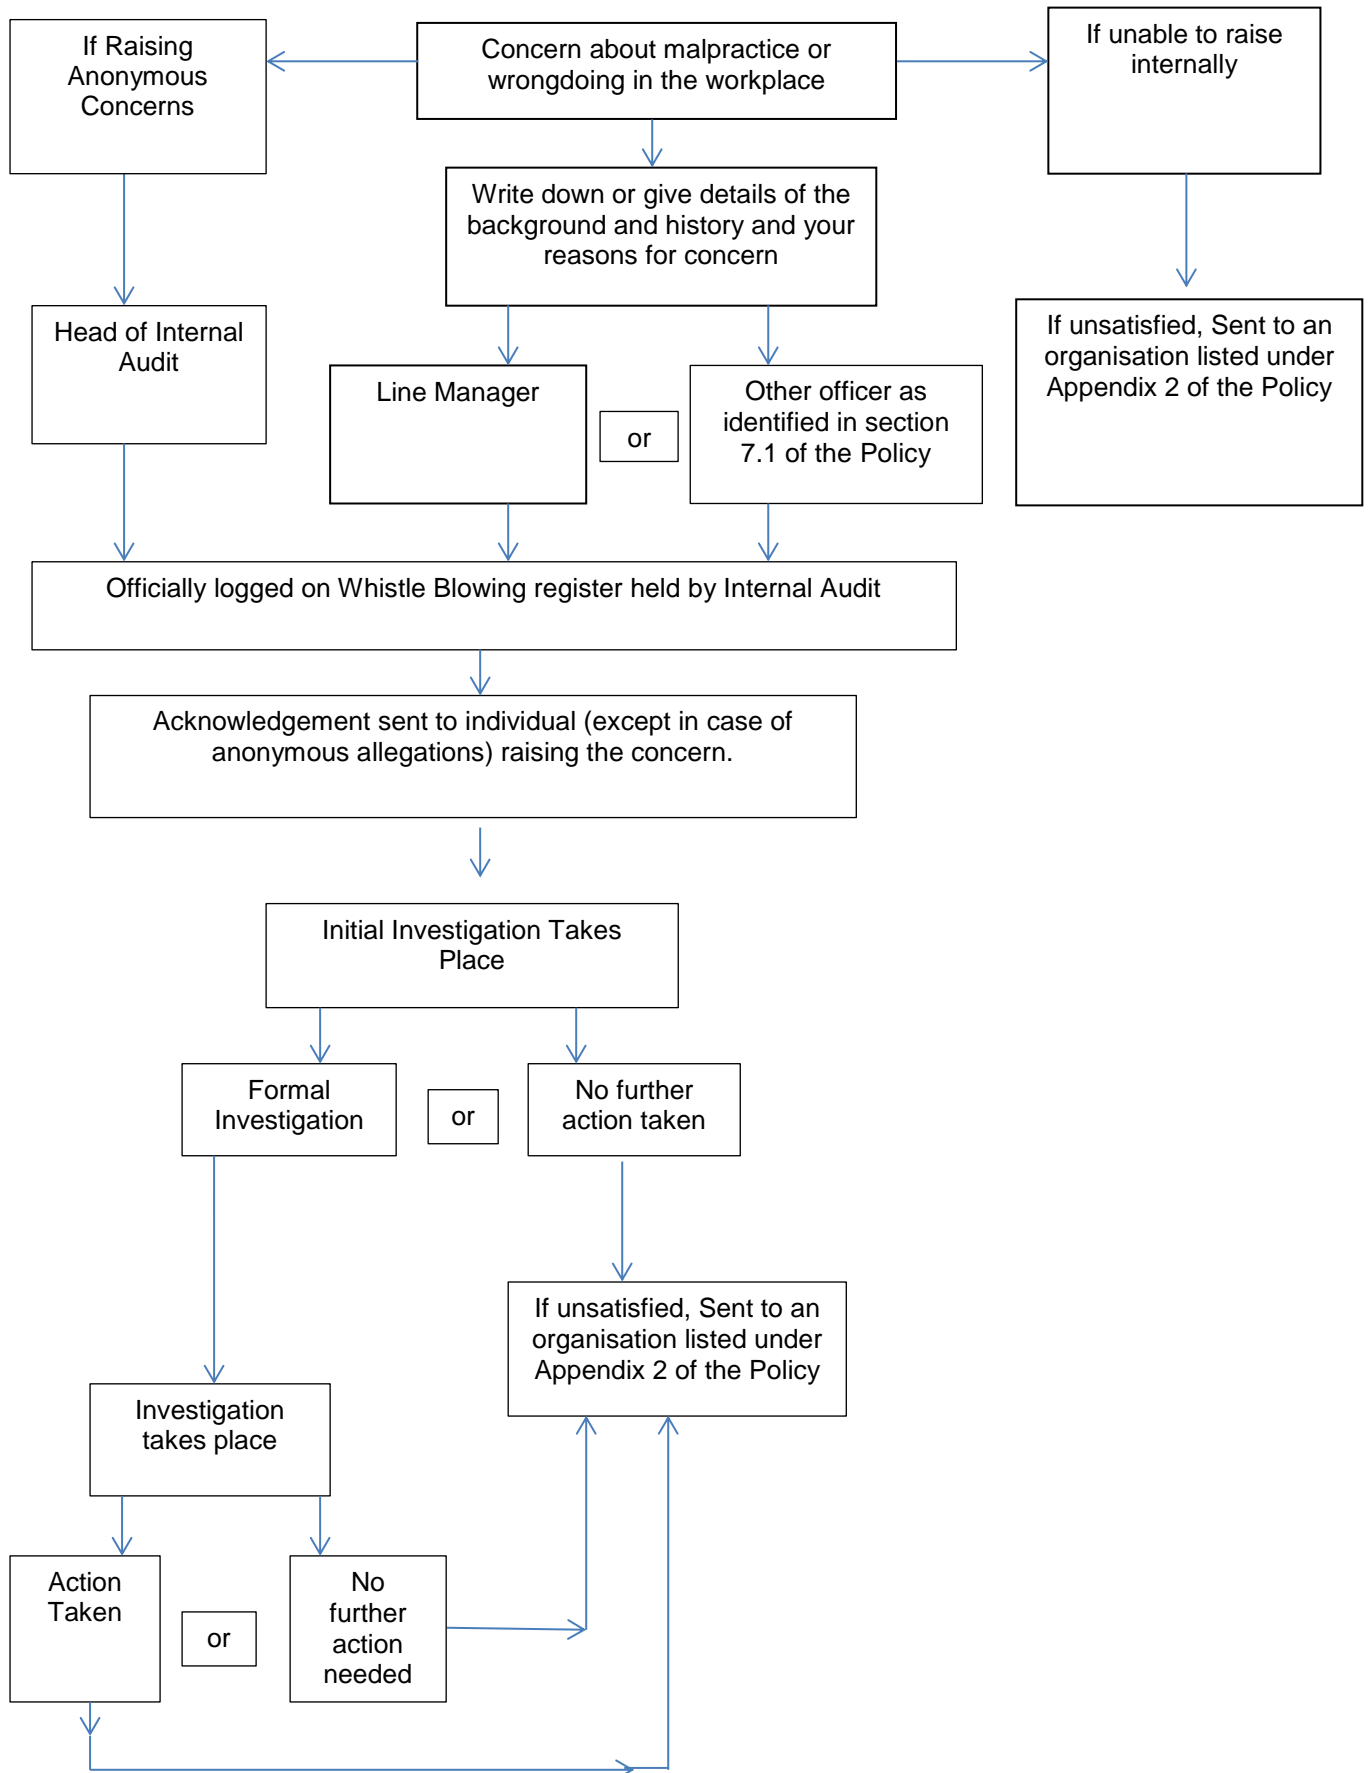 If Raising
Anonymous
Concerns
Concern about malpractice or
wrongdoing in the workplace
If unable to raise
internally
Write down or give details of the
background and history and your
reasons for concern
Head of Internal
Audit
Line Manager
or
Other officer as
identified in section
7.1 of the Policy
If unsatisfied, Sent to an
organisation listed under
Appendix 2 of the Policy
Officially logged on Whistle Blowing register held by Internal Audit
Acknowledgement sent to individual (except in case of
anonymous allegations) raising the concern.
Initial Investigation Takes
Place
Formal
Investigation
or
No further
action taken
If unsatisfied, Sent to an
organisation listed under
Appendix 2 of the Policy
Investigation
takes place
Action
Taken
or
No
further
action
needed